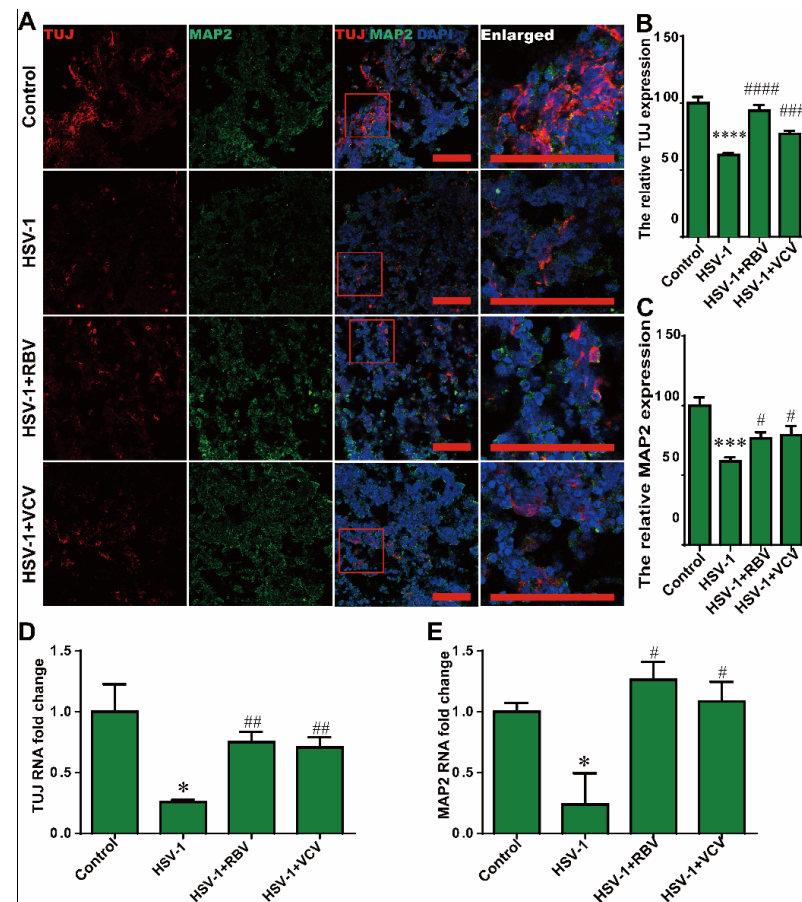 A
TUJ
MAP2
TUJ MAP2 DAPI
Enlarged
Control
HSV-1
HSV-1+RBV
HSV-1+VCV
B
The relative TUJ expression
150
100
50
0
****
####
###
Control
HSV-1
HSV-1+RBV
HSV-1+VCV
C
The relative MAP2 expression
150
100
50
0
***
#
#
Control
HSV-1
HSV-1+RBV
HSV-1+VCV
D
TUJ RNA fold change
1.5
1.0
0.5
0.0
*
##
##
Control
HSV-1
HSV-1+RBV
HSV-1+VCV
E
MAP2 RNA fold change
1.5
1.0
0.5
0.0
*
#
#
Control
HSV-1
HSV-1+RBV
HSV-1+VCV